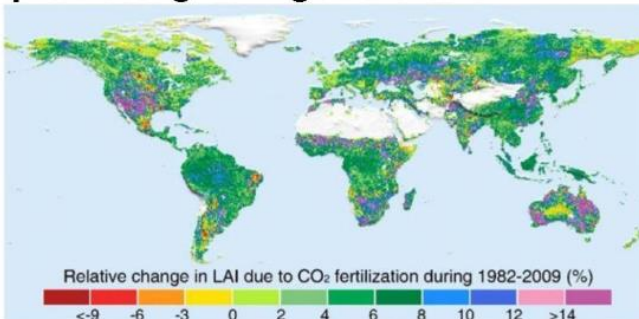 Relative change in LAI due to CO₂ fertilization during 1982-2009 (%)
<-9 -6 -3 0 2 4 6 8 10 12 >14